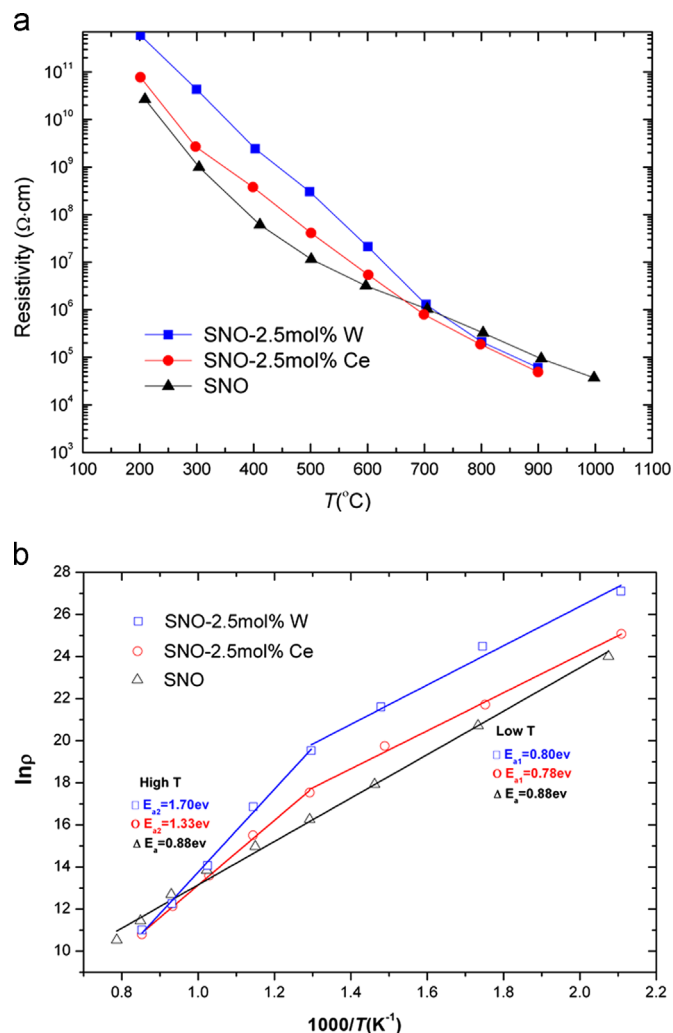 a
Resistivity (Ω·cm)
10¹¹
10¹⁰
10⁹
10⁸
10⁷
10⁶
10⁵
10⁴
10³
SNO-2.5mol% W
SNO-2.5mol% Ce
SNO
100 200 300 400 500 600 700 800 900 1000 1100
T(°C)
b
lnρ
28
26
24
22
20
18
16
14
12
10
SNO-2.5mol% W
SNO-2.5mol% Ce
SNO
Low T
Eₐ₁=0.80ev
Eₐ₁=0.78ev
Eₐ=0.88ev
High T
Eₐ₂=1.70ev
Eₐ₂=1.33ev
Eₐ=0.88ev
0.8 1.0 1.2 1.4 1.6 1.8 2.0 2.2
1000/T(K⁻¹)